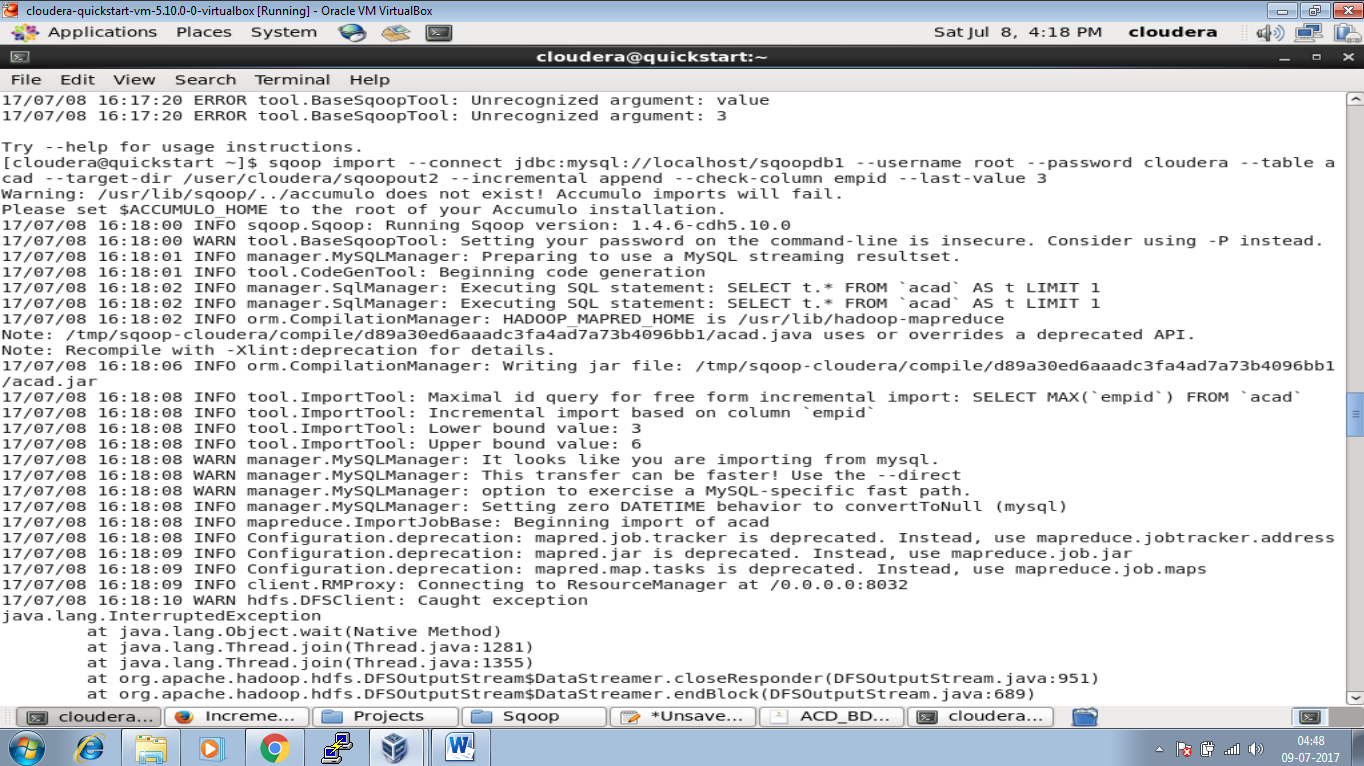 cloudera-quickstart-vm-5.10.0-0-virtualbox [Running] - Oracle VM VirtualBox
Applications Places System Sat Jul 8, 4:18 PM cloudera
cloudera@quickstart:~
File Edit View Search Terminal Help
17/07/08 16:17:20 ERROR tool.BaseSqoopTool: Unrecognized argument: value
17/07/08 16:17:20 ERROR tool.BaseSqoopTool: Unrecognized argument: 3
Try --help for usage instructions.
[cloudera@quickstart ~]$ sqoop import --connect jdbc:mysql://localhost/sqoopdb1 --username root --password cloudera --table a
cad --target-dir /user/cloudera/sqoopout2 --incremental append --check-column empid --last-value 3
Warning: /usr/lib/sqoop/../accumulo does not exist! Accumulo imports will fail.
Please set $ACCUMULO_HOME to the root of your Accumulo installation.
17/07/08 16:18:00 INFO sqoop.Sqoop: Running Sqoop version: 1.4.6-cdh5.10.0
17/07/08 16:18:00 WARN tool.BaseSqoopTool: Setting your password on the command-line is insecure. Consider using -P instead.
17/07/08 16:18:01 INFO manager.MySQLManager: Preparing to use a MySQL streaming resultset.
17/07/08 16:18:01 INFO tool.CodeGenTool: Beginning code generation
17/07/08 16:18:02 INFO manager.SqlManager: Executing SQL statement: SELECT t.* FROM `acad` AS t LIMIT 1
17/07/08 16:18:02 INFO manager.SqlManager: Executing SQL statement: SELECT t.* FROM `acad` AS t LIMIT 1
17/07/08 16:18:02 INFO orm.CompilationManager: HADOOP_MAPRED_HOME is /usr/lib/hadoop-mapreduce
Note: /tmp/sqoop-cloudera/compile/d89a30ed6aaadc3fa4ad7a73b4096bb1/acad.java uses or overrides a deprecated API.
Note: Recompile with -Xlint:deprecation for details.
17/07/08 16:18:06 INFO orm.CompilationManager: Writing jar file: /tmp/sqoop-cloudera/compile/d89a30ed6aaadc3fa4ad7a73b4096bb1
/acad.jar
17/07/08 16:18:08 INFO tool.ImportTool: Maximal id query for free form incremental import: SELECT MAX(`empid`) FROM `acad`
17/07/08 16:18:08 INFO tool.ImportTool: Incremental import based on column `empid`
17/07/08 16:18:08 INFO tool.ImportTool: Lower bound value: 3
17/07/08 16:18:08 INFO tool.ImportTool: Upper bound value: 6
17/07/08 16:18:08 WARN manager.MySQLManager: It looks like you are importing from mysql.
17/07/08 16:18:08 WARN manager.MySQLManager: This transfer can be faster! Use the --direct
17/07/08 16:18:08 WARN manager.MySQLManager: option to exercise a MySQL-specific fast path.
17/07/08 16:18:08 INFO manager.MySQLManager: Setting zero DATETIME behavior to convertToNull (mysql)
17/07/08 16:18:08 INFO mapreduce.ImportJobBase: Beginning import of acad
17/07/08 16:18:08 INFO Configuration.deprecation: mapred.job.tracker is deprecated. Instead, use mapreduce.jobtracker.address
17/07/08 16:18:09 INFO Configuration.deprecation: mapred.jar is deprecated. Instead, use mapreduce.job.jar
17/07/08 16:18:09 INFO Configuration.deprecation: mapred.map.tasks is deprecated. Instead, use mapreduce.job.maps
17/07/08 16:18:09 INFO client.RMProxy: Connecting to ResourceManager at /0.0.0.0:8032
17/07/08 16:18:10 WARN hdfs.DFSClient: Caught exception
java.lang.InterruptedException
at java.lang.Object.wait(Native Method)
at java.lang.Thread.join(Thread.java:1281)
at java.lang.Thread.join(Thread.java:1355)
at org.apache.hadoop.hdfs.DFSOutputStream$DataStreamer.closeResponder(DFSOutputStream.java:951)
at org.apache.hadoop.hdfs.DFSOutputStream$DataStreamer.endBlock(DFSOutputStream.java:689)
cloudera... Increme... Projects Sqoop *Unsave... ACD_BD... cloudera...
04:48
09-07-2017